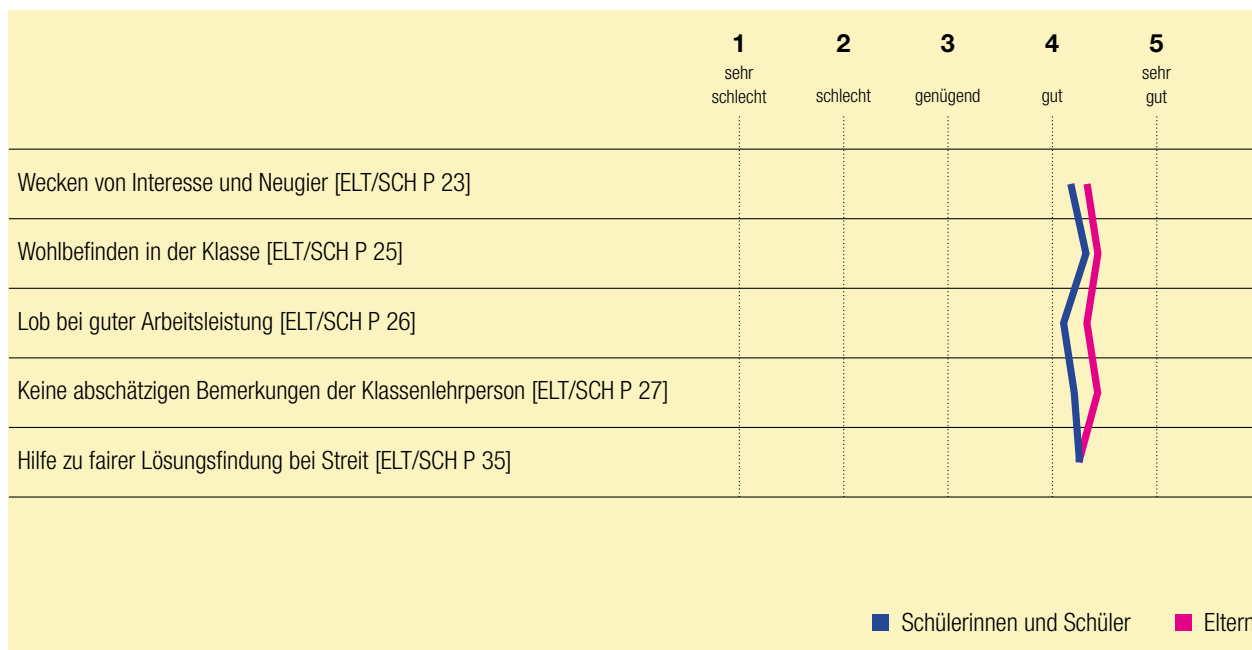 1 2 3 4 5
sehr schlecht schlecht genügend gut sehr gut
Wecken von Interesse und Neugier [ELT/SCH P 23]
Wohlbefinden in der Klasse [ELT/SCH P 25]
Lob bei guter Arbeitsleistung [ELT/SCH P 26]
Keine abschätzigen Bemerkungen der Klassenlehrperson [ELT/SCH P 27]
Hilfe zu fairer Lösungsfindung bei Streit [ELT/SCH P 35]
Schülerinnen und Schüler Eltern